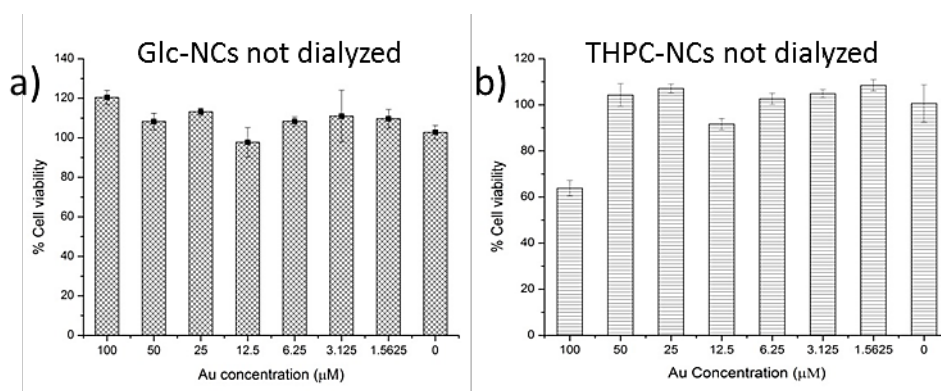 a)
Glc-NCs not dialyzed
140
120
100
80
60
40
20
0
% Cell viability
100 50 25 12.5 6.25 3.125 1.5625 0
Au concentration (µM)
b)
THPC-NCs not dialyzed
120
100
80
60
40
20
0
% Cell viability
100 50 25 12.5 6.25 3.125 1.5625 0
Au Concentration (µM)